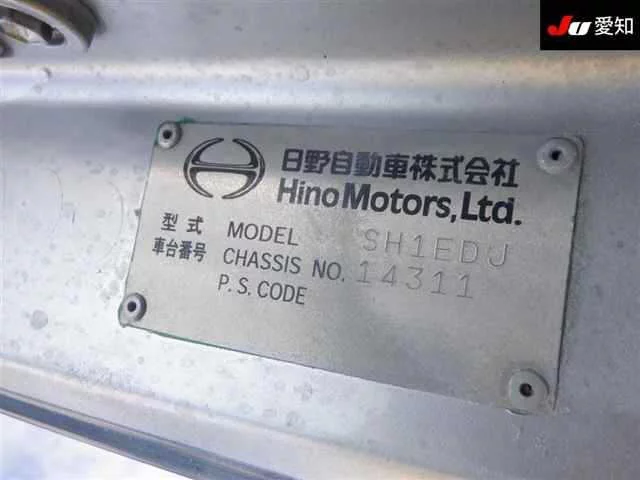 JU 愛知
日野自動車株式会社
Hino Motors, Ltd.
型式 MODEL SH1EDJ
車台番号 CHASSIS NO. 14311
P.S.CODE